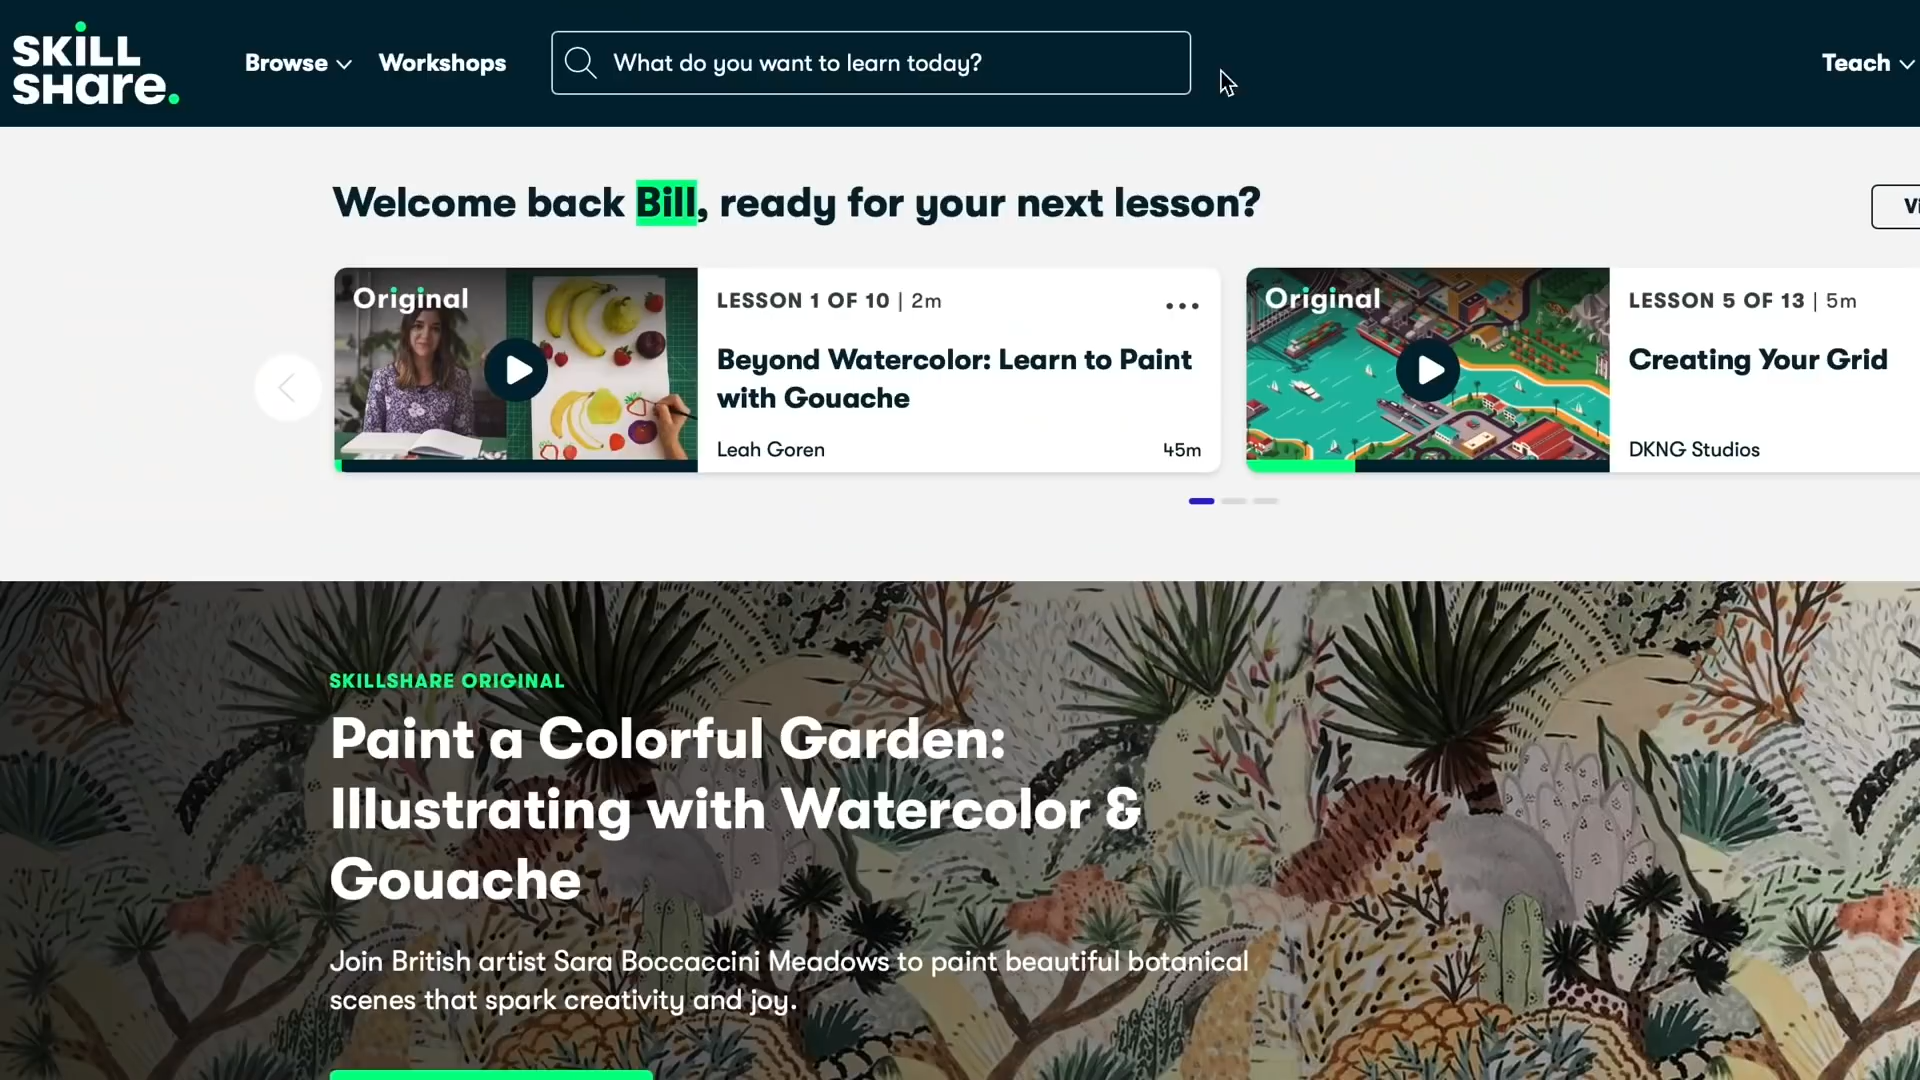 SKILL
SHare.
Browse
Workshops
What do you want to learn today?
Teach
Welcome back Bill, ready for your next lesson?
Original
LESSON 1 OF 10 | 2m
Beyond Watercolor: Learn to Paint
with Gouache
Leah Goren
45m
Original
LESSON 5 OF 13 | 5m
Creating Your Grid
DKNG Studios
SKILLSHARE ORIGINAL
Paint a Colorful Garden:
Illustrating with Watercolor &
Gouache
Join British artist Sara Boccaccini Meadows to paint beautiful botanical
scenes that spark creativity and joy.